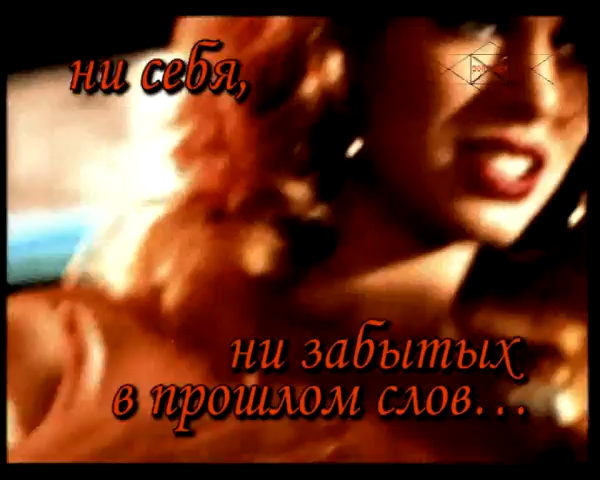 ни себя,
ни забытых
в прошлом слов...